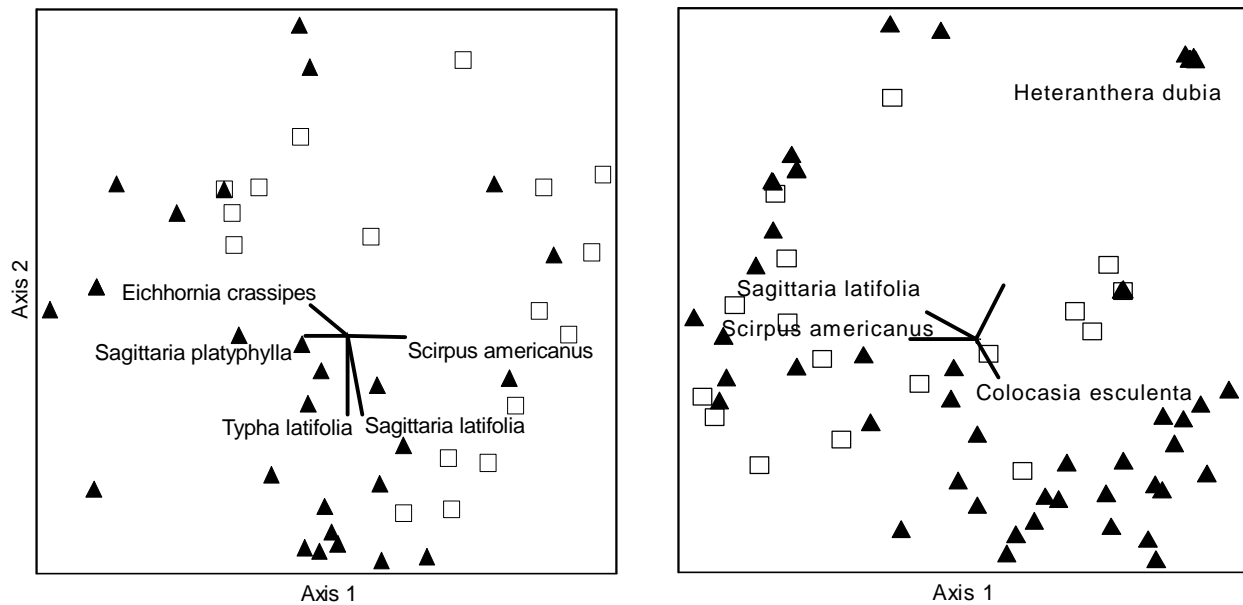 Axis 2
Eichhornia crassipes
Sagittaria platyphylla
Scirpus americanus
Typha latifolia
Sagittaria latifolia
Axis 1
Heteranthera dubia
Sagittaria latifolia
Scirpus americanus
Colocasia esculenta
Axis 1